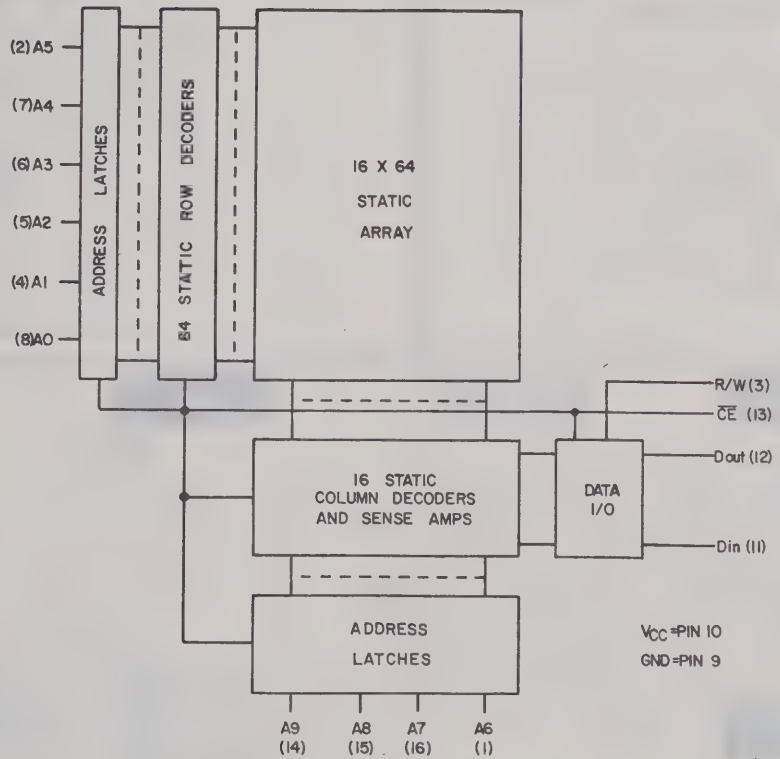 (2)A5
(7)A4
(6)A3
(5)A2
(4)A1
(8)A0
ADDRESS LATCHES
64 STATIC ROW DECODERS
16 X 64
STATIC
ARRAY
R/W(3)
C̅E̅ (13)
Dout(12)
Din(11)
16 STATIC
COLUMN DECODERS
AND SENSE AMPS
DATA
I/O
ADDRESS
LATCHES
VCC=PIN 10
GND=PIN 9
A9 A8 A7 A6
(14) (15) (16) (1)